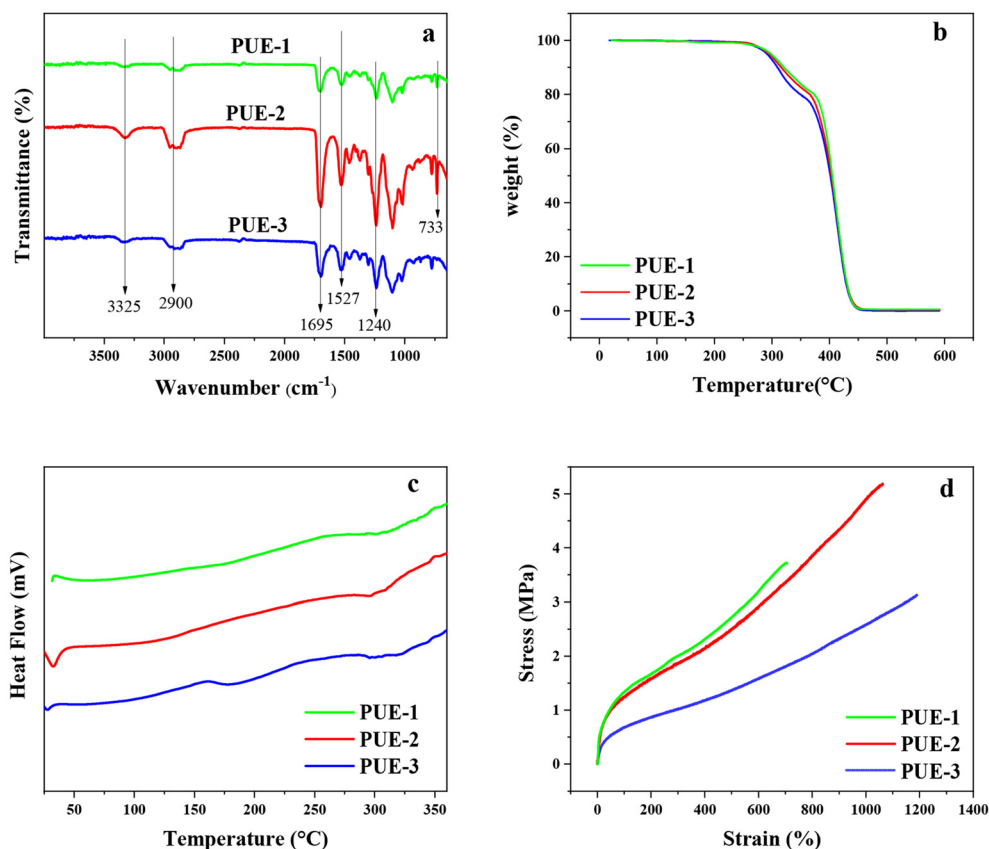 a
PUE-1
PUE-2
PUE-3
733
3325
2900
1695
1527
1240
Transmittance (%)
3500
3000
2500
2000
1500
1000
Wavenumber (cm-1)
b
weight (%)
100
80
60
40
20
0
PUE-1
PUE-2
PUE-3
0
100
200
300
400
500
600
Temperature(°C)
c
Heat Flow (mV)
PUE-1
PUE-2
PUE-3
50
100
150
200
250
300
350
Temperature (°C)
d
Stress (MPa)
5
4
3
2
1
0
PUE-1
PUE-2
PUE-3
0
200
400
600
800
1000
1200
1400
Strain (%)